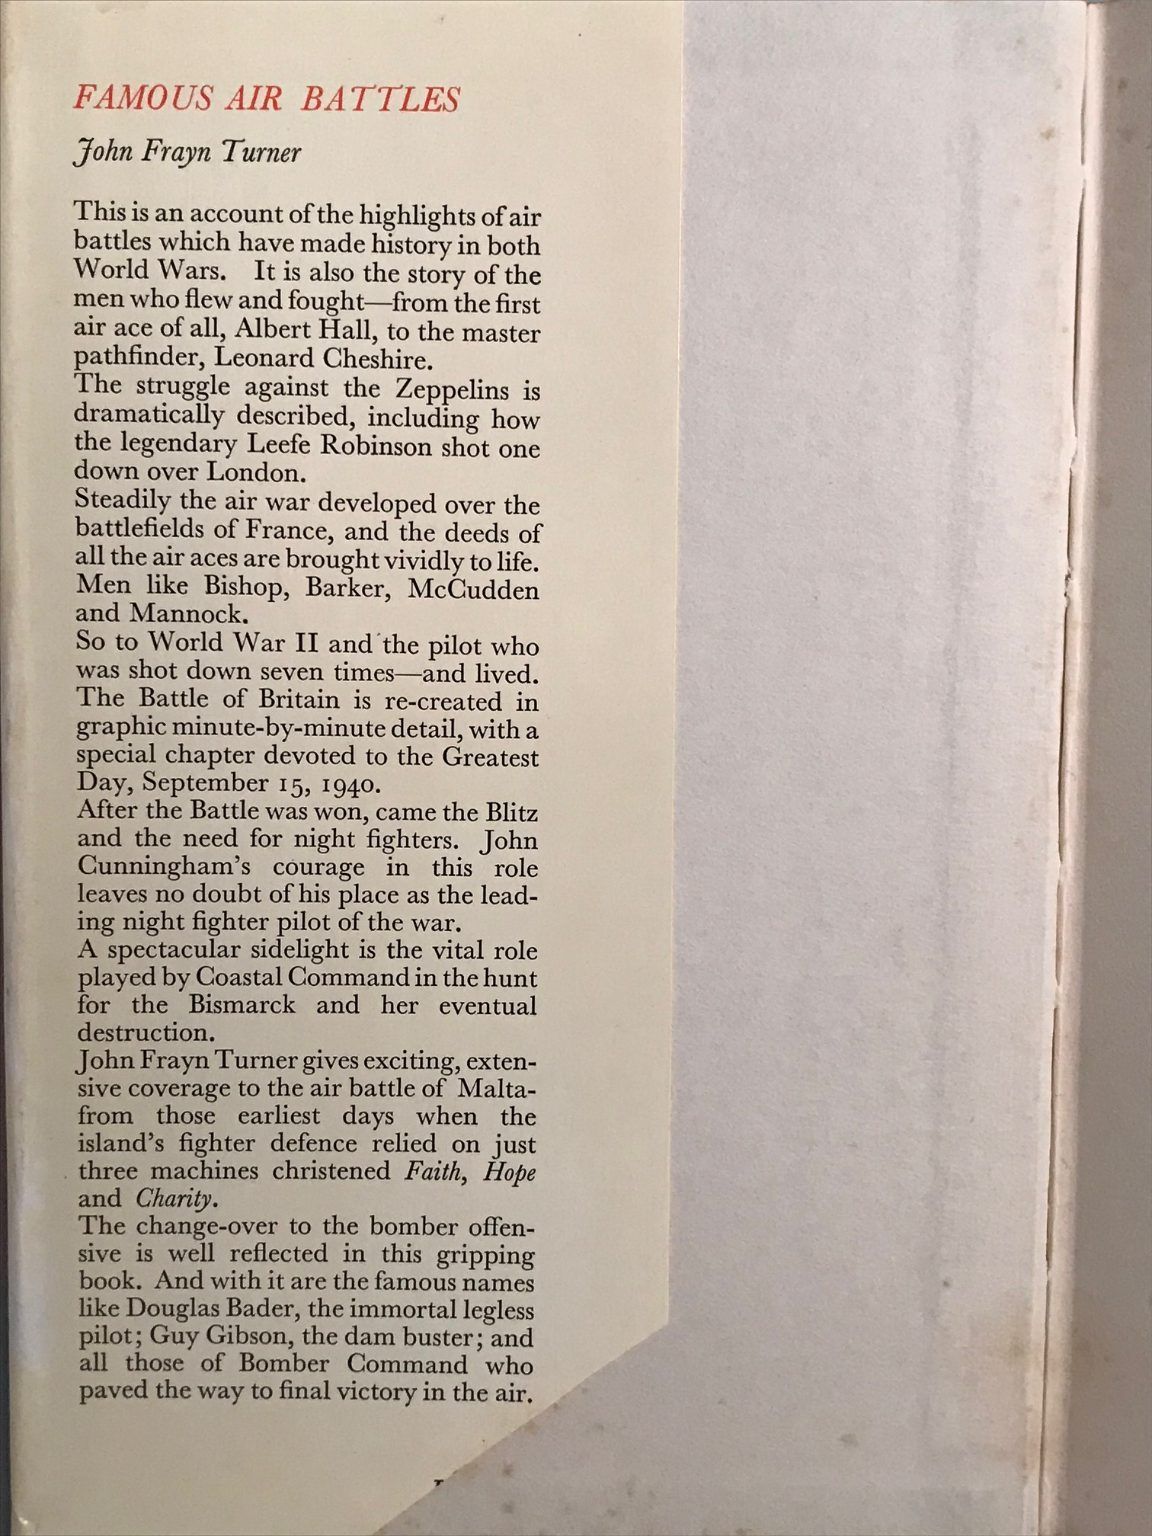 FAMOUS AIR BATTLES
John Frayn Turner
This is an account of the highlights of air
battles which have made history in both
World Wars. It is also the story of the
men who flew and fought—from the first
air ace of all, Albert Hall, to the master
pathfinder, Leonard Cheshire.
The struggle against the Zeppelins is
dramatically described, including how
the legendary Leefe Robinson shot one
down over London.
Steadily the air war developed over the
battlefields of France, and the deeds of
all the air aces are brought vividly to life.
Men like Bishop, Barker, McCudden
and Mannock.
So to World War II and the pilot who
was shot down seven times—and lived.
The Battle of Britain is re-created in
graphic minute-by-minute detail, with a
special chapter devoted to the Greatest
Day, September 15, 1940.
After the Battle was won, came the Blitz
and the need for night fighters. John
Cunningham's courage in this role
leaves no doubt of his place as the lead-
ing night fighter pilot of the war.
A spectacular sidelight is the vital role
played by Coastal Command in the hunt
for the Bismarck and her eventual
destruction.
John Frayn Turner gives exciting, exten-
sive coverage to the air battle of Malta-
from those earliest days when the
island's fighter defence relied on just
three machines christened Faith, Hope
and Charity.
The change-over to the bomber offen-
sive is well reflected in this gripping
book. And with it are the famous names
like Douglas Bader, the immortal legless
pilot; Guy Gibson, the dam buster; and
all those of Bomber Command who
paved the way to final victory in the air.